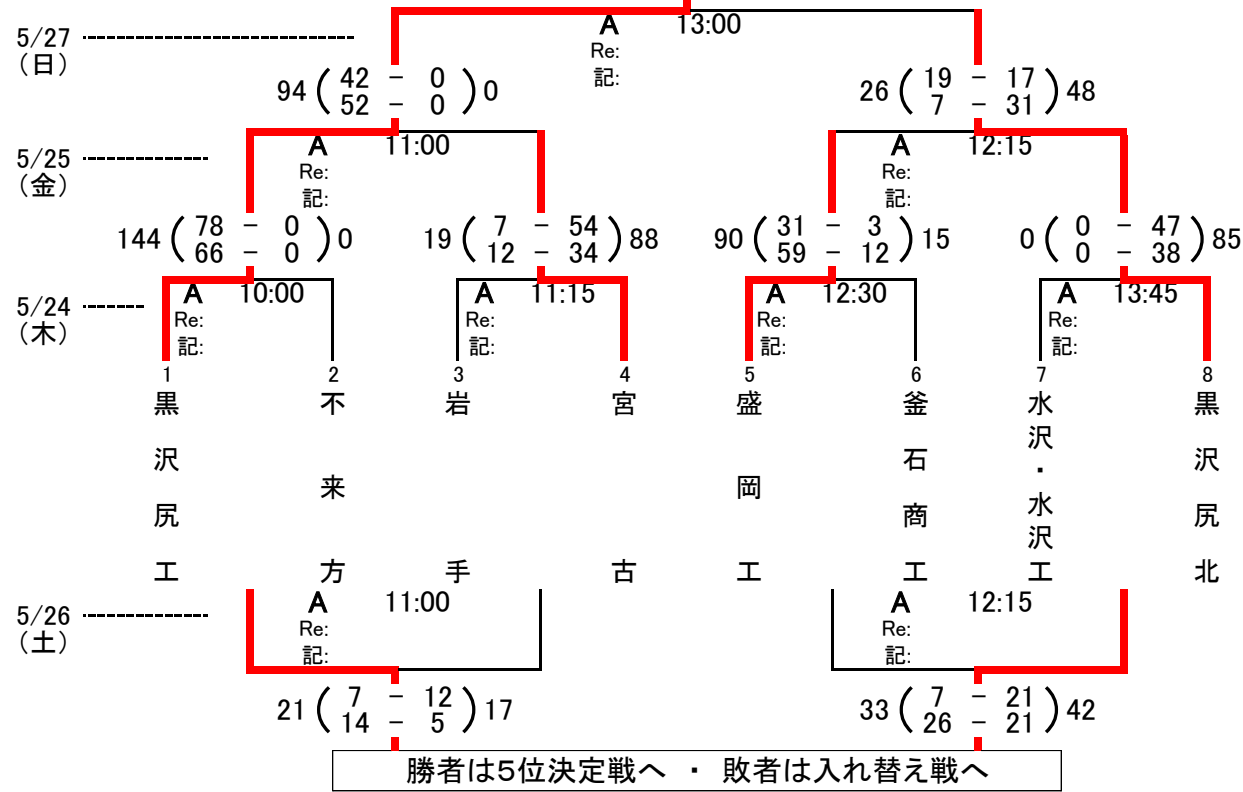 5/27
(日)
A 13:00
Re:
記:
94 ( 42 - 0 ) 0
52 - 0
26 ( 19 - 17 ) 48
7 - 31
5/25
(金)
A 11:00
Re:
記:
A 12:15
Re:
記:
144 ( 78 - 0 ) 0
66 - 0
19 ( 7 - 54 ) 88
12 - 34
90 ( 31 - 3 ) 15
59 - 12
0 ( 0 - 47 ) 85
0 - 38
5/24
(木)
A 10:00
Re:
記:
A 11:15
Re:
記:
A 12:30
Re:
記:
A 13:45
Re:
記:
1
黒沢尻工
2
不来方
3
岩手
4
宮古
5
盛岡工
6
釜石商工
7
水沢・水沢工
8
黒沢尻北
5/26
(土)
A 11:00
Re:
記:
A 12:15
Re:
記:
21 ( 7 - 12 ) 17
14 - 5
33 ( 7 - 21 ) 42
26 - 21
勝者は5位決定戦へ ・ 敗者は入れ替え戦へ